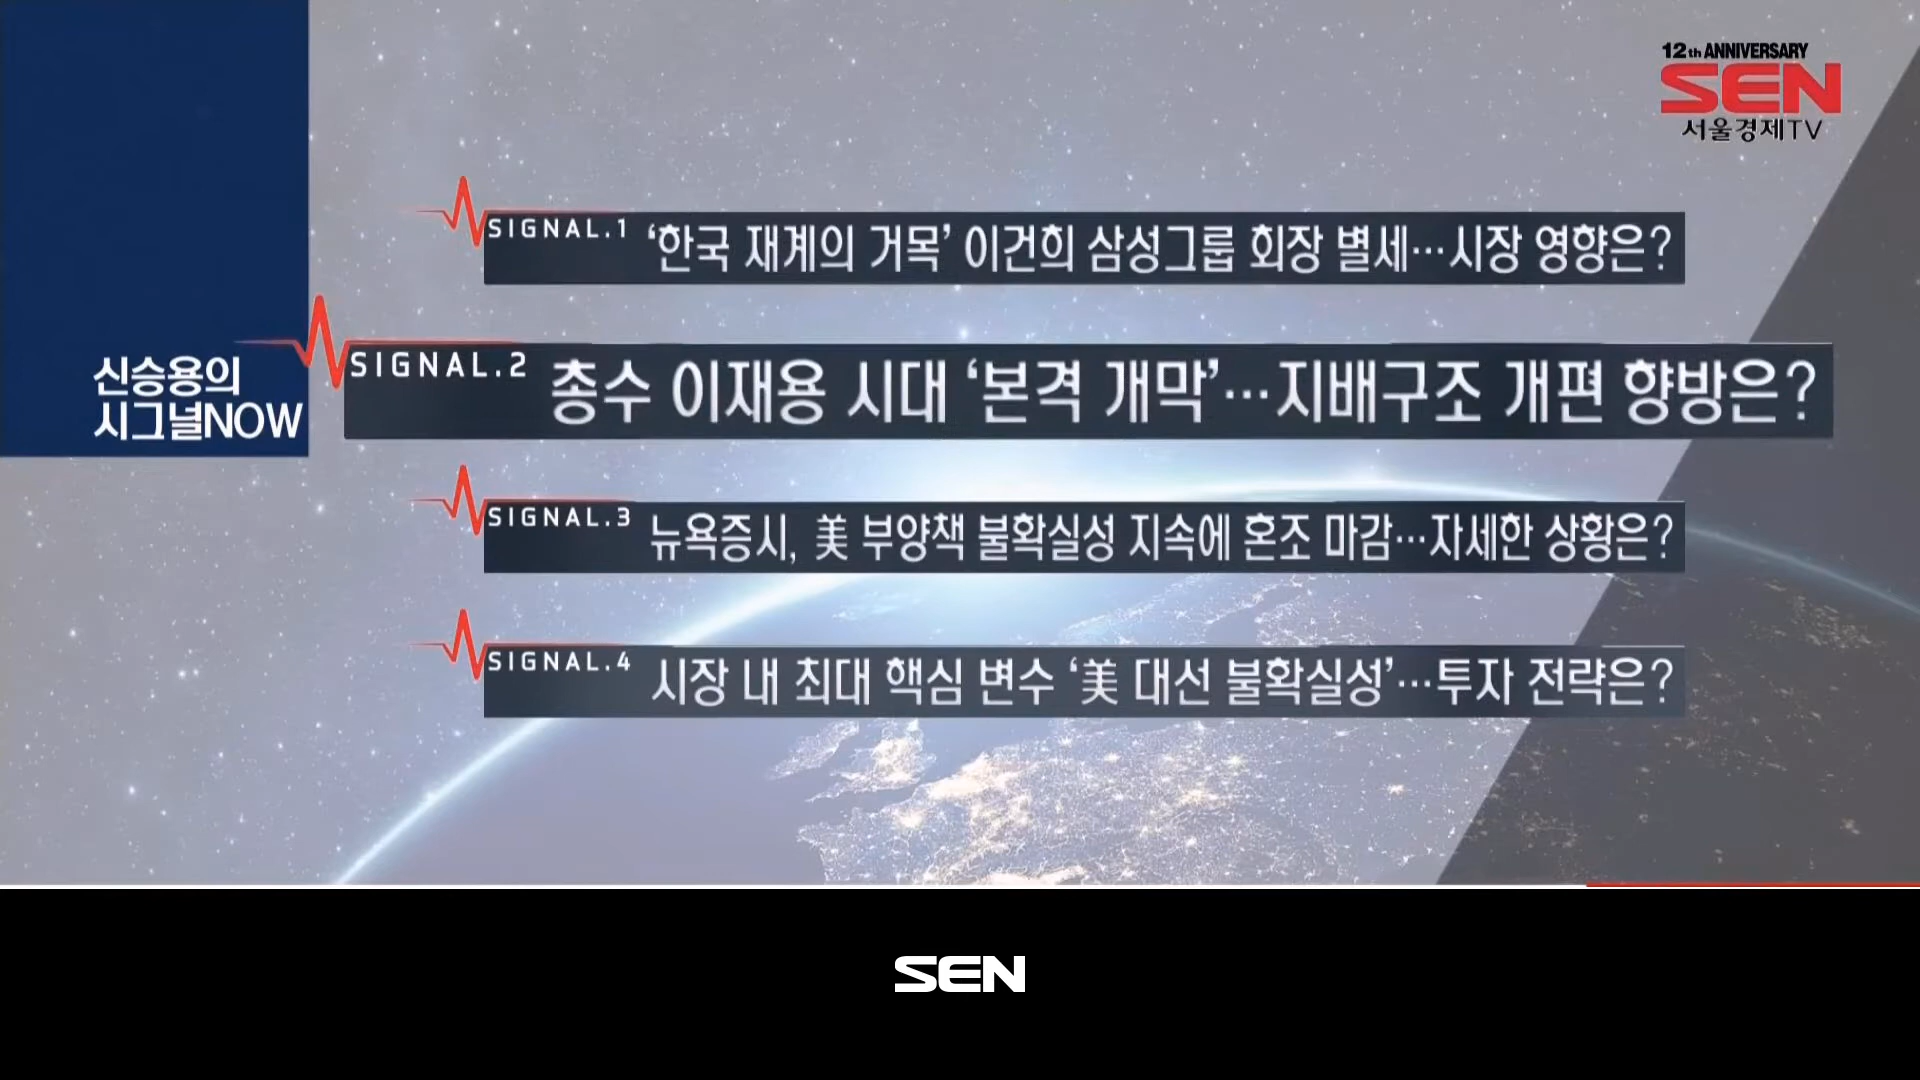 12th ANNIVERSARY
SEN
서울경제TV
SIGNAL.1 ‘한국 재계의 거목’ 이건희 삼성그룹 회장 별세…시장 영향은?
신승용의
시그널NOW
SIGNAL.2 총수 이재용 시대 ‘본격 개막’…지배구조 개편 향방은?
SIGNAL.3 뉴욕증시, 美 부양책 불확실성 지속에 혼조 마감…자세한 상황은?
SIGNAL.4 시장 내 최대 핵심 변수 ‘美 대선 불확실성’…투자 전략은?
SEN